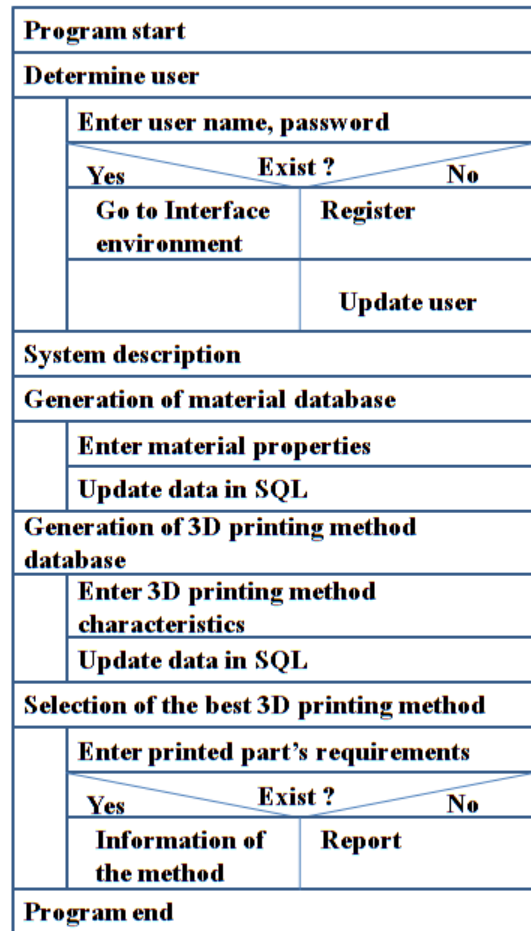 Program start
Determine user
Enter user name, password
Exist ?
Yes
No
Go to Interface
environment
Register
Update user
System description
Generation of material database
Enter material properties
Update data in SQL
Generation of 3D printing method
database
Enter 3D printing method
characteristics
Update data in SQL
Selection of the best 3D printing method
Enter printed part's requirements
Exist ?
Yes
No
Information of
the method
Report
Program end